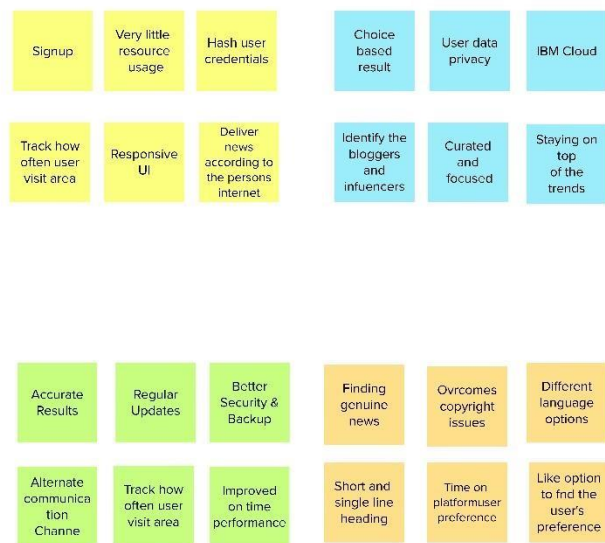 Signup
Very little
resource
usage
Hash user
credentials
Choice
based
result
User data
privacy
IBM Cloud
Track how
often user
visit area
Responsive
UI
Deliver
news
according to
the persons
internet
Identify the
bloggers
and
infuencers
Curated
and
focused
Staying on
top
of the
trends
Accurate
Results
Regular
Updates
Better
Security &
Backup
Finding
genuine
news
Ovrcomes
copyright
issues
Different
language
options
Alternate
communica
tion
Channe
Track how
often user
visit area
Improved
on time
performance
Short and
single line
heading
Time on
platformuser
preference
Like option
to fnd the
user's
preference